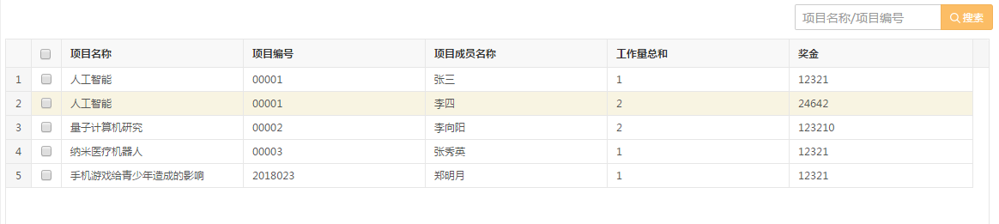 项目名称/项目编号 搜索
项目名称 项目编号 项目成员名称 工作量总和 奖金
1 人工智能 00001 张三 1 12321
2 人工智能 00001 李四 2 24642
3 量子计算机研究 00002 李向阳 2 123210
4 纳米医疗机器人 00003 张秀英 1 12321
5 手机游戏给青少年造成的影响 2018023 郑明月 1 12321